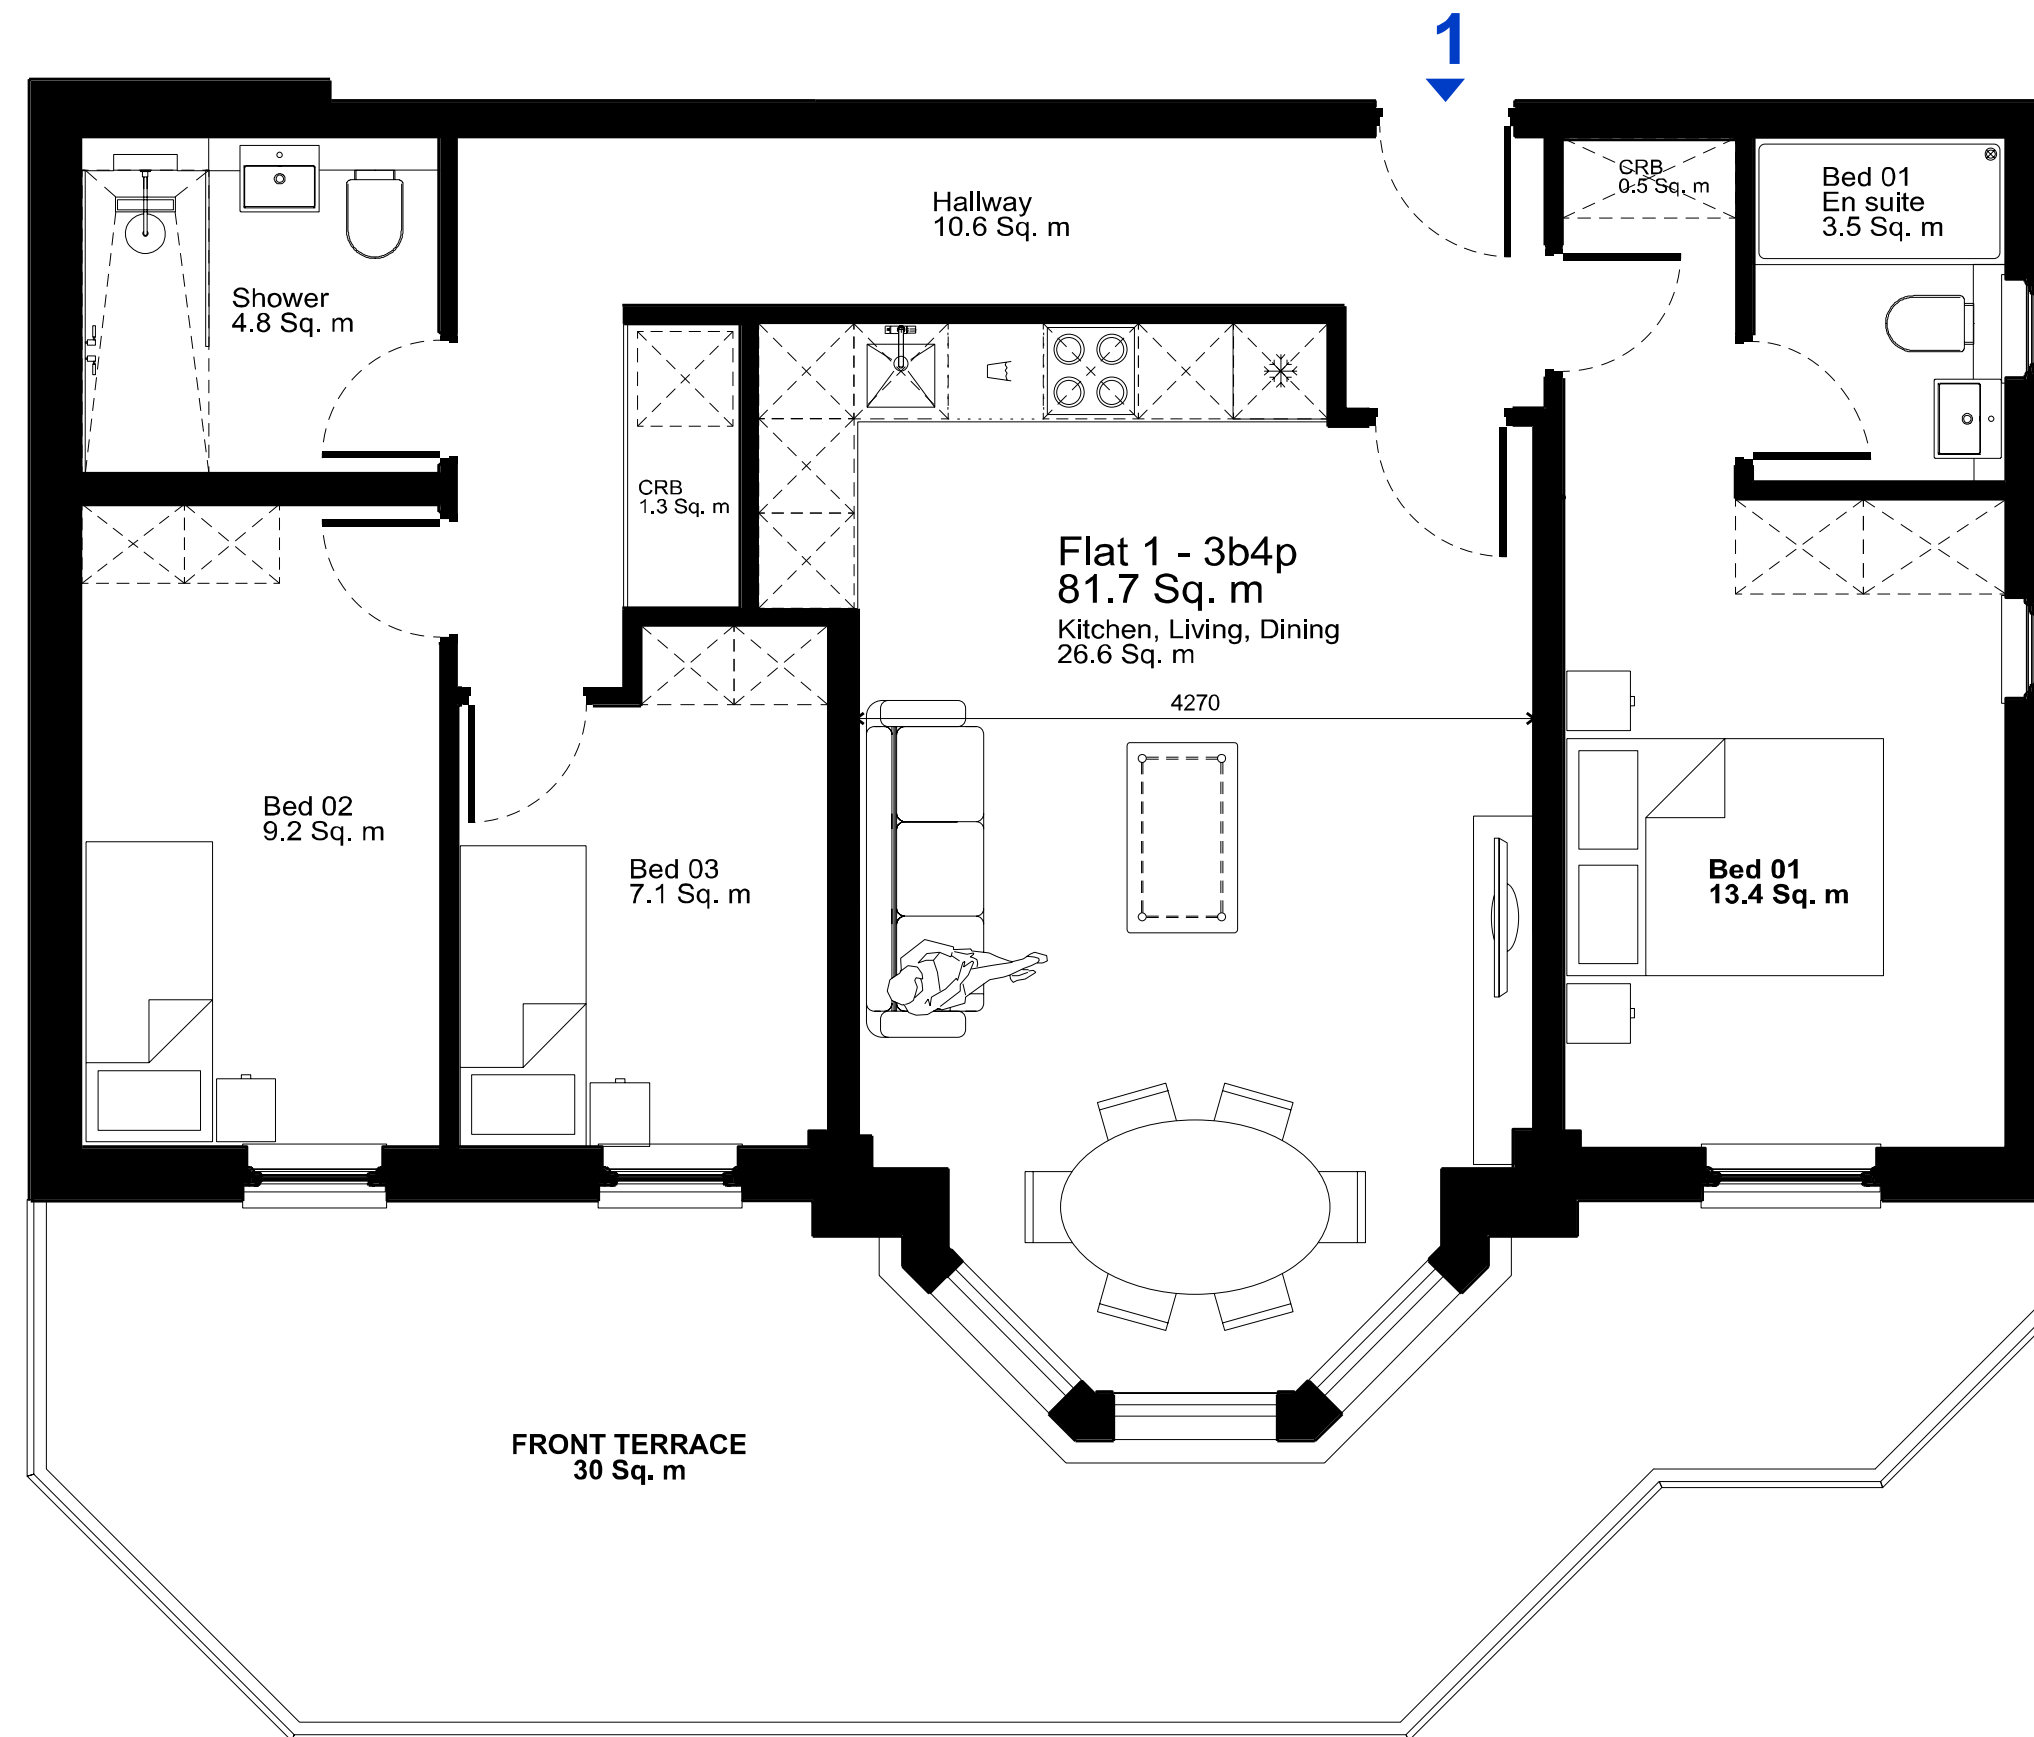 1
Hallway
10.6 Sq. m
CRB
0.5 Sq. m
Bed 01
En suite
3.5 Sq. m
Shower
4.8 Sq. m
CRB
1.3 Sq. m
Flat 1 - 3b4p
81.7 Sq. m
Kitchen, Living, Dining
26.6 Sq. m
4270
Bed 02
9.2 Sq. m
Bed 03
7.1 Sq. m
Bed 01
13.4 Sq. m
FRONT TERRACE
30 Sq. m